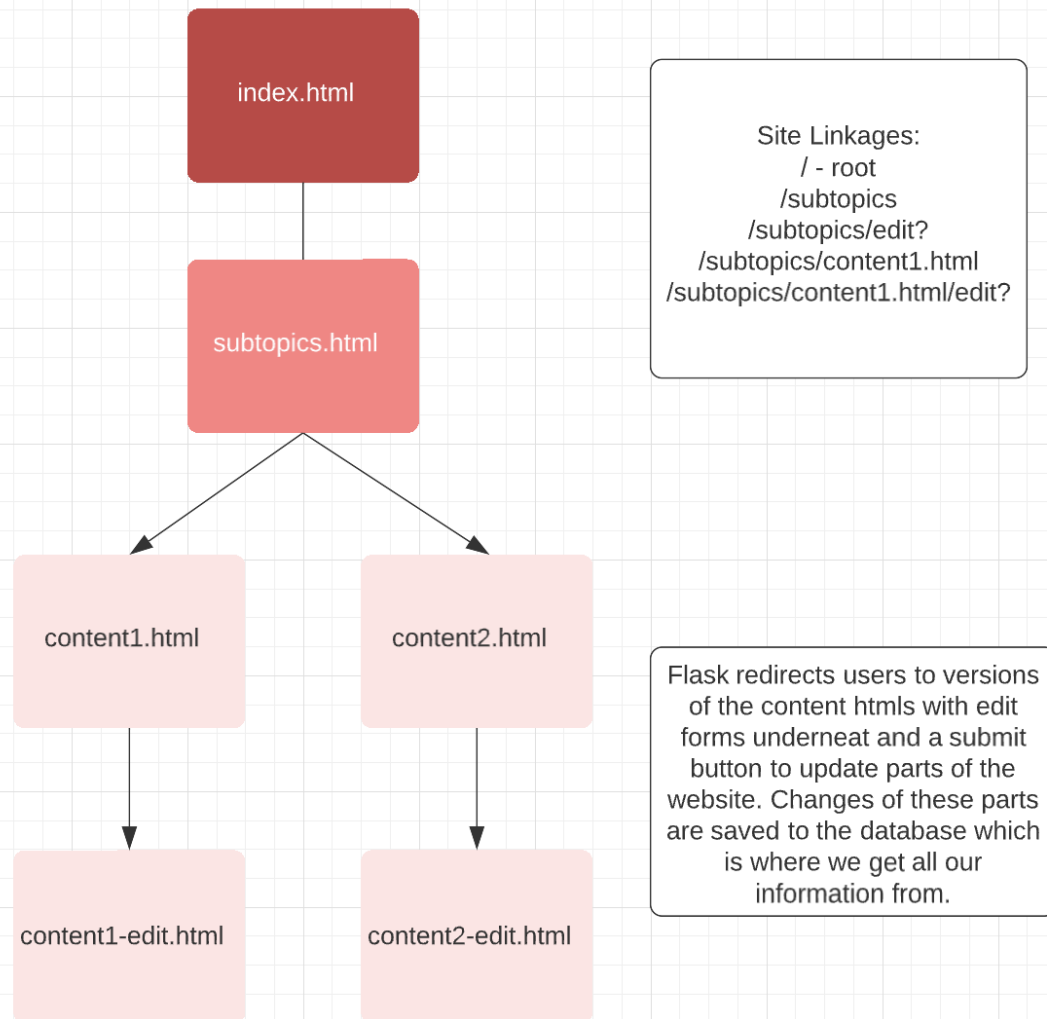 index.html
Site Linkages:
/ - root
/subtopics
/subtopics/edit?
/subtopics/content1.html
/subtopics/content1.html/edit?
subtopics.html
content1.html
content2.html
Flask redirects users to versions
of the content htmls with edit
forms underneat and a submit
button to update parts of the
website. Changes of these parts
are saved to the database which
is where we get all our
information from.
content1-edit.html
content2-edit.html